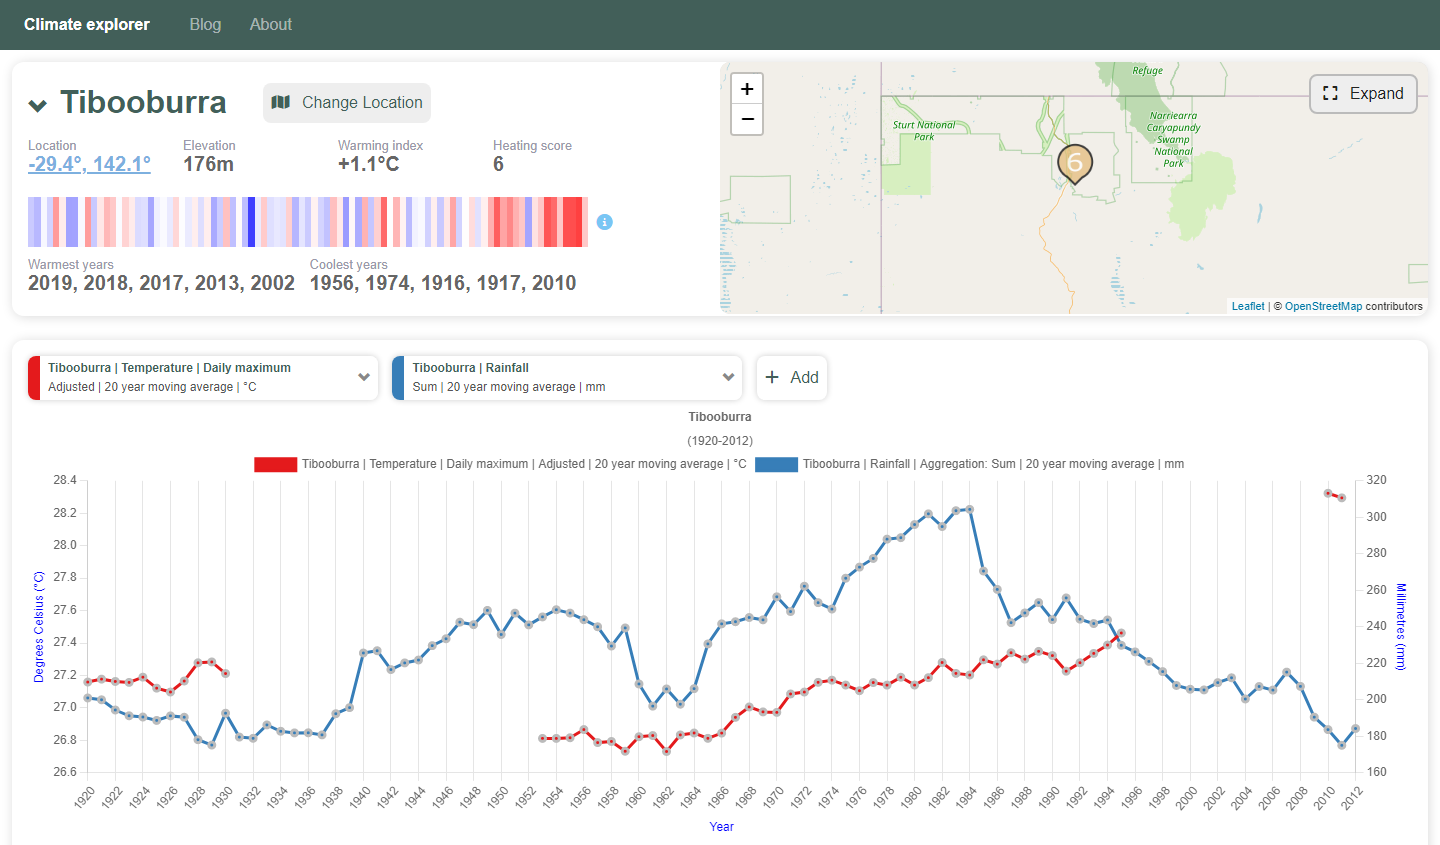 Climate explorer Blog About
Tibooburra Change Location
Location Elevation Warming index Heating score
-29.4°, 142.1° 176m +1.1°C 6
Warmest years Coolest years
2019, 2018, 2017, 2013, 2002 1956, 1974, 1916, 1917, 2010
+
−
Refuge
Expand
Sturt National
Park
Narriearra
Caryapundy
Swamp
National
Park
6
Leaflet | © OpenStreetMap contributors
Tibooburra | Temperature | Daily maximum
Adjusted | 20 year moving average | °C
Tibooburra | Rainfall
Sum | 20 year moving average | mm
+ Add
Tibooburra
(1920-2012)
Tibooburra | Temperature | Daily maximum | Adjusted | 20 year moving average | °C Tibooburra | Rainfall | Aggregation: Sum | 20 year moving average | mm
Degrees Celsius (°C)
28.4
28.2
28.0
27.8
27.6
27.4
27.2
27.0
26.8
26.6
320
300
280
260
240
220
200
180
160
Millimetres (mm)
1920 1922 1924 1926 1928 1930 1932 1934 1936 1938 1940 1942 1944 1946 1948 1950 1952 1954 1956 1958 1960 1962 1964 1966 1968 1970 1972 1974 1976 1978 1980 1982 1984 1986 1988 1990 1992 1994 1996 1998 2000 2002 2004 2006 2008 2010 2012
Year